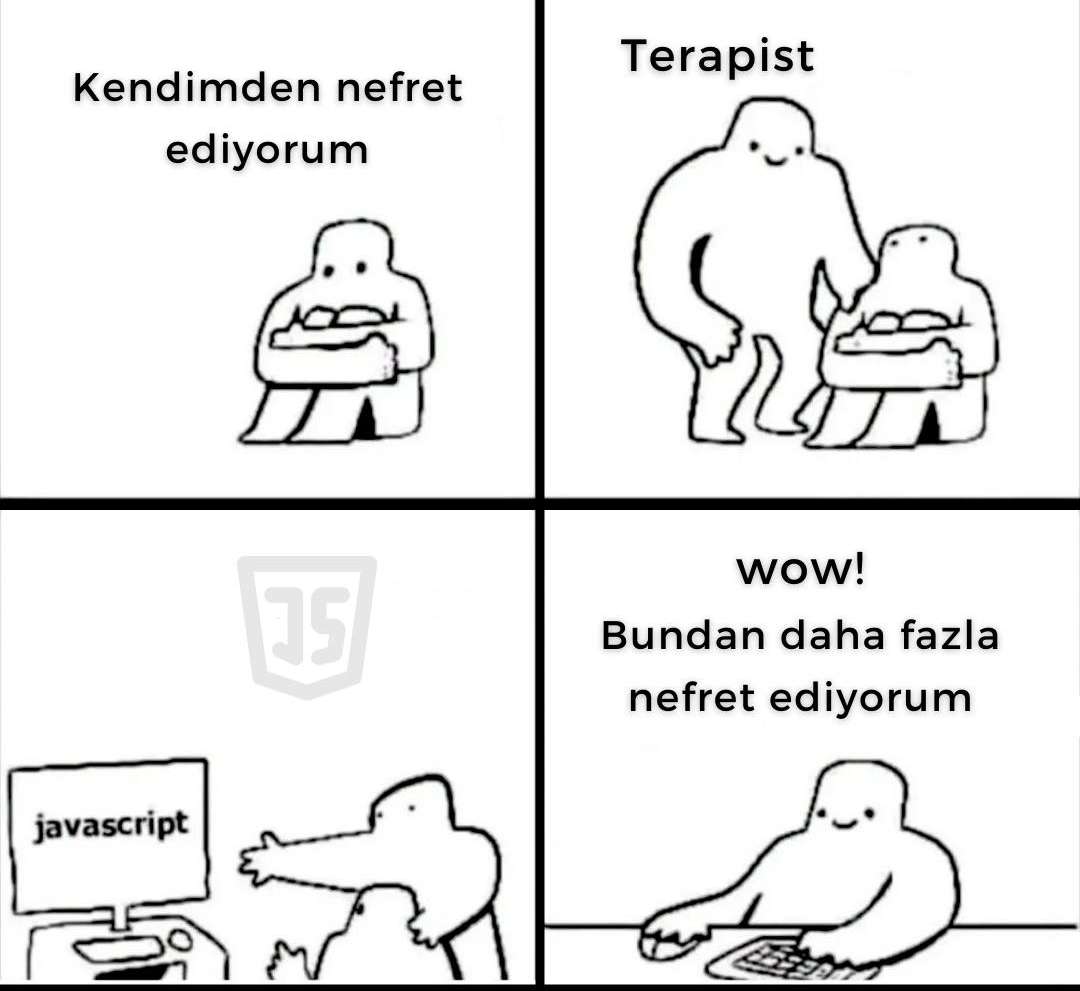 Kendimden nefret
ediyorum
Terapist
JS
javascript
wow!
Bundan daha fazla
nefret ediyorum